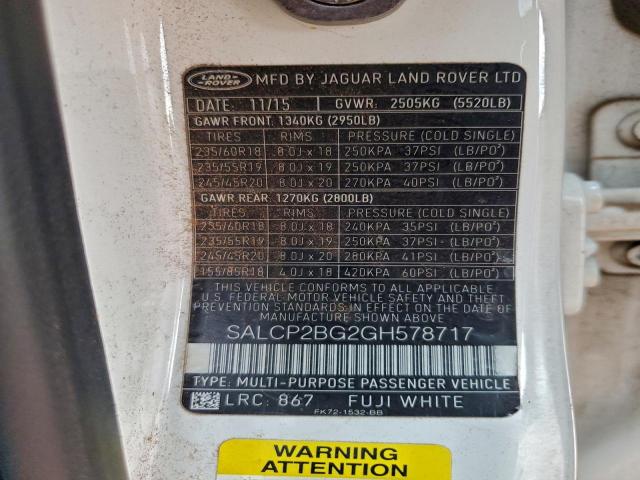 LAND-ROVER MFD BY JAGUAR LAND ROVER LTD
DATE: 11/15 GVWR: 2505KG (5520LB)
GAWR FRONT: 1340KG (2950LB)
TIRES RIMS PRESSURE (COLD SINGLE)
235/60R18 8.0J x 18 250KPA 37PSI (LB/PO²)
235/55R19 8.0J x 19 250KPA 37PSI (LB/PO²)
245/45R20 8.0J x 20 270KPA 40PSI (LB/PO²)
GAWR REAR: 1270KG (2800LB)
TIRES RIMS PRESSURE (COLD SINGLE)
235/60R18 8.0J x 18 240KPA 35PSI (LB/PO²)
235/55R19 8.0J x 19 250KPA 37PSI (LB/PO²)
245/45R20 8.0J x 20 280KPA 41PSI (LB/PO²)
155/85R18 4.0J x 18 420KPA 60PSI (LB/PO²)
THIS VEHICLE CONFORMS TO ALL APPLICABLE
U.S. FEDERAL MOTOR VEHICLE SAFETY AND THEFT
PREVENTION STANDARDS IN EFFECT ON THE DATE OF
MANUFACTURE SHOWN ABOVE.
SALCP2BG2GH578717
TYPE: MULTI-PURPOSE PASSENGER VEHICLE
LRC: 867 FUJI WHITE
FK72-1532-BB
WARNING
ATTENTION